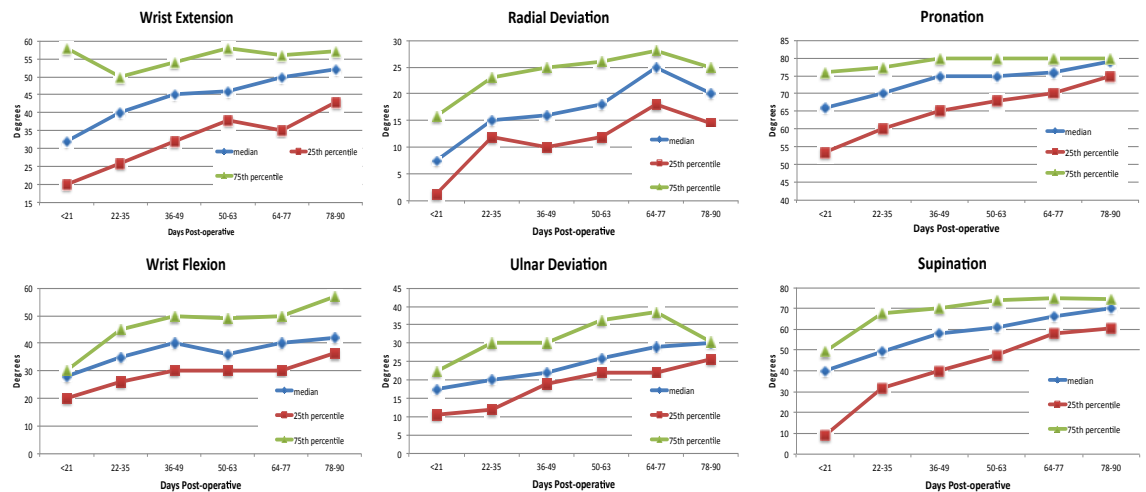 Wrist Extension
60
55
50
45
40
35
30
25
20
15
Degrees
median
25th percentile
75th percentile
<21 22-35 36-49 50-63 64-77 78-90
Days Post-operative
Radial Deviation
30
25
20
15
10
5
0
Degrees
median
25th percentile
75th percentile
<21 22-35 36-49 50-63 64-77 78-90
Days Post-operative
Pronation
85
80
75
70
65
60
55
50
45
40
Degrees
median
25th percentile
75th percentile
<21 22-35 36-49 50-63 64-77 78-90
Days Post-operative
Wrist Flexion
60
50
40
30
20
10
0
Degrees
median
25th percentile
75th percentile
<21 22-35 36-49 50-63 64-77 78-90
Days Post-operative
Ulnar Deviation
45
40
35
30
25
20
15
10
5
0
Degrees
median
25th percentile
75th percentile
<21 22-35 36-49 50-63 64-77 78-90
Days Post-operative
Supination
80
70
60
50
40
30
20
10
0
Degrees
median
25th percentile
75th percentile
<21 22-35 36-49 50-63 64-77 78-90
Days Post-operative